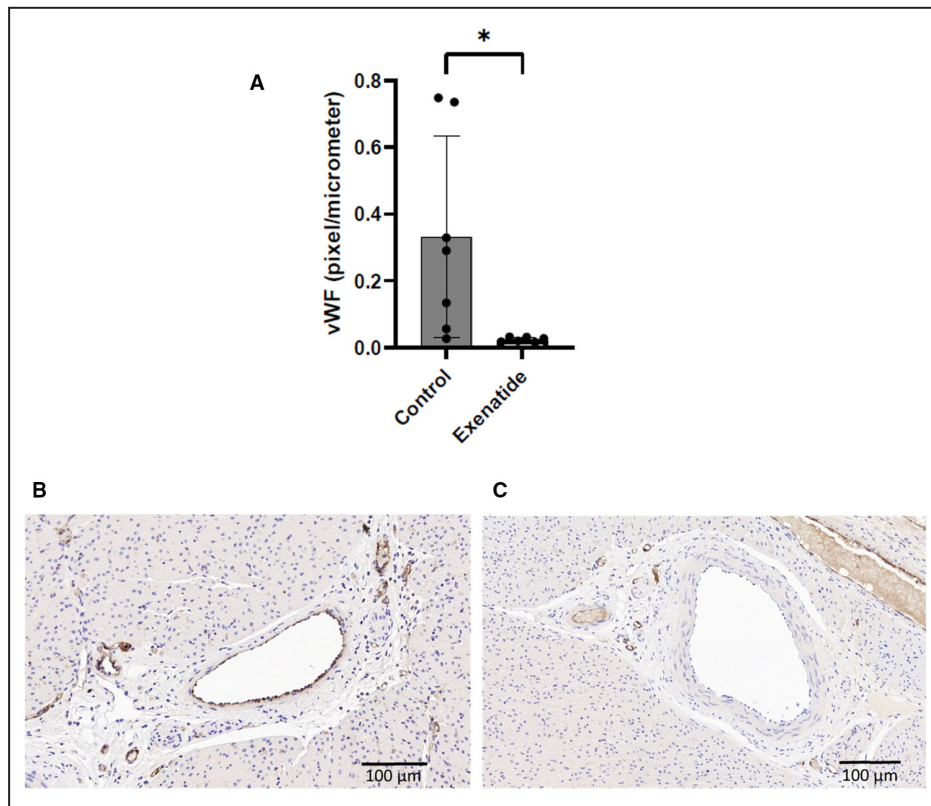 A
*
vWF (pixel/micrometer)
0.8
0.6
0.4
0.2
0.0
Control
Exenatide
B
C
100 µm
100 µm